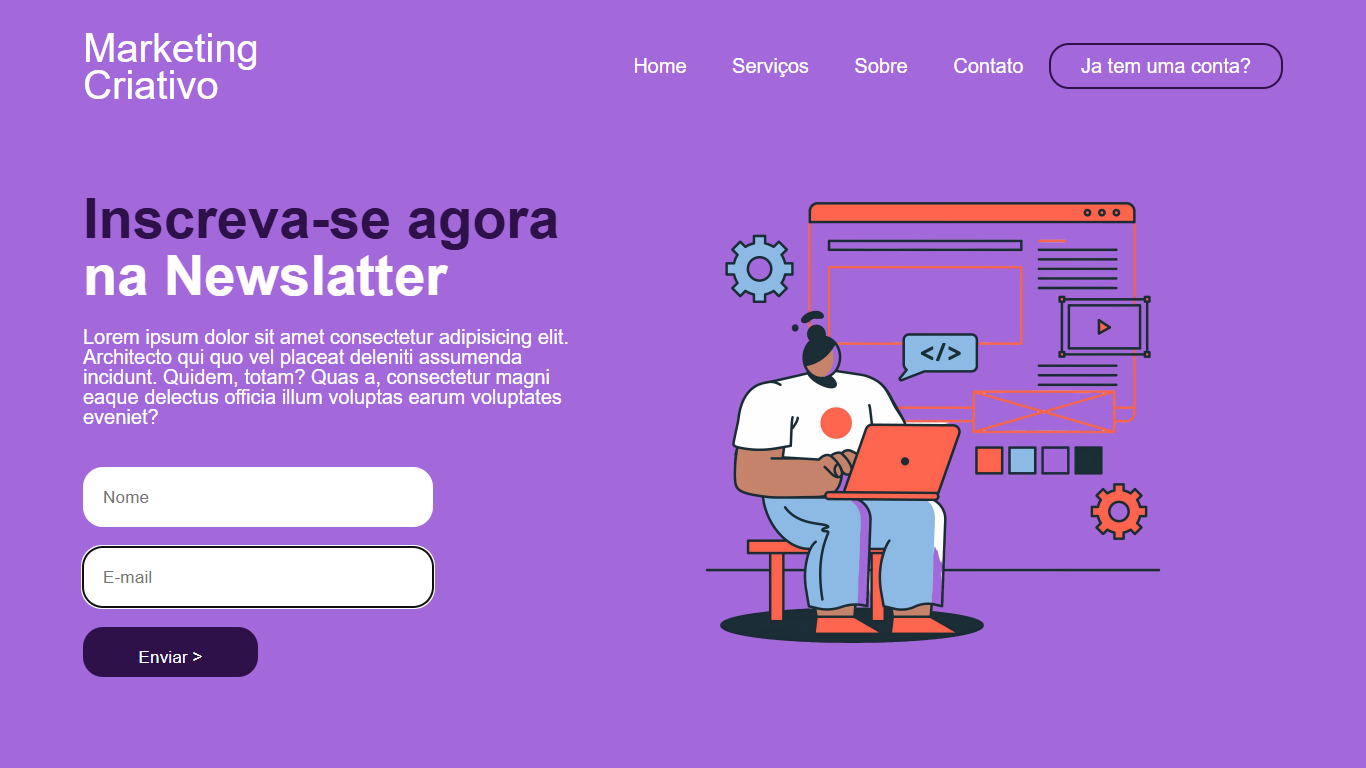 Marketing
Criativo
Home Serviços Sobre Contato Ja tem uma conta?
Inscreva-se agora
na Newslatter
Lorem ipsum dolor sit amet consectetur adipisicing elit.
Architecto qui quo vel placeat deleniti assumenda
incidunt. Quidem, totam? Quas a, consectetur magni
eaque delectus officia illum voluptas earum voluptates
eveniet?
</>
Nome
E-mail
Enviar >